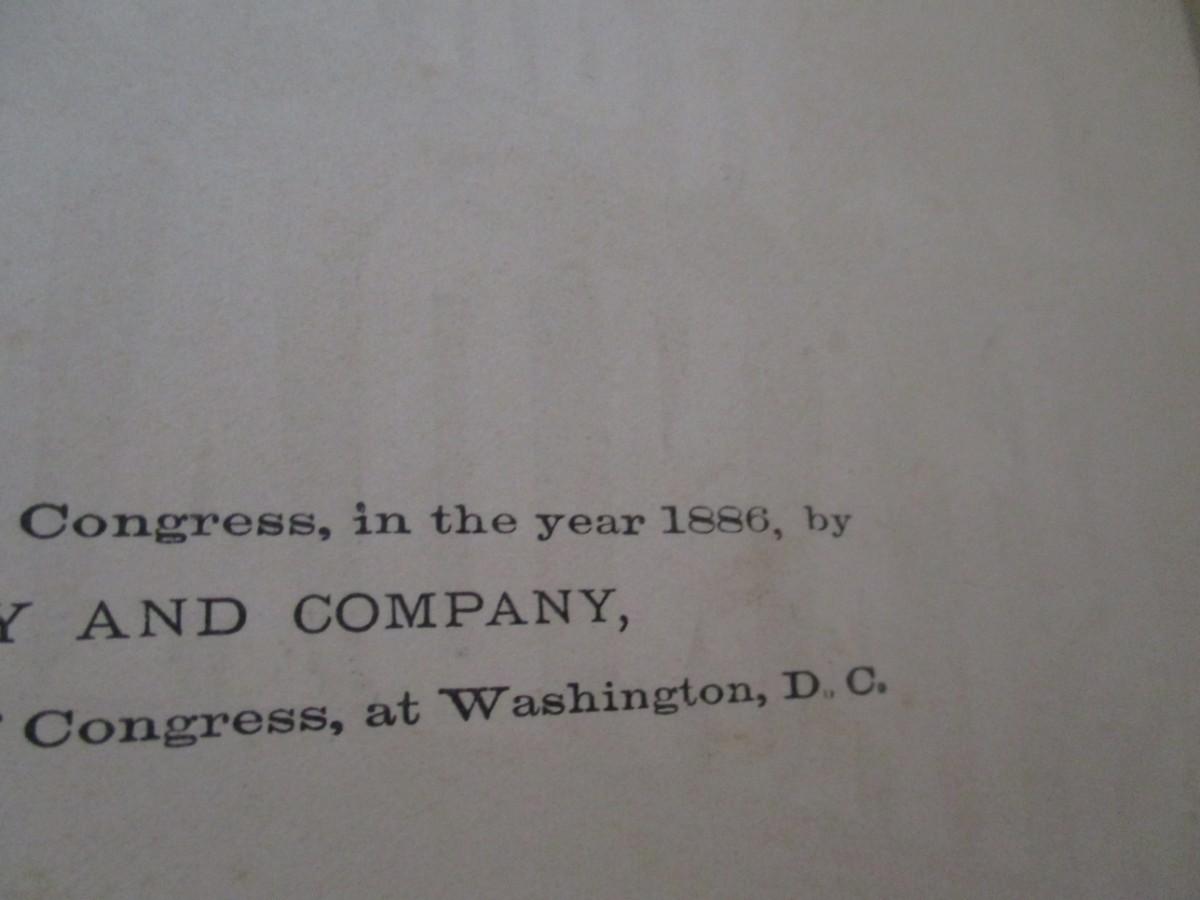 Congress, in the year 1886, by
Y AND COMPANY,
Congress, at Washington, D. C.